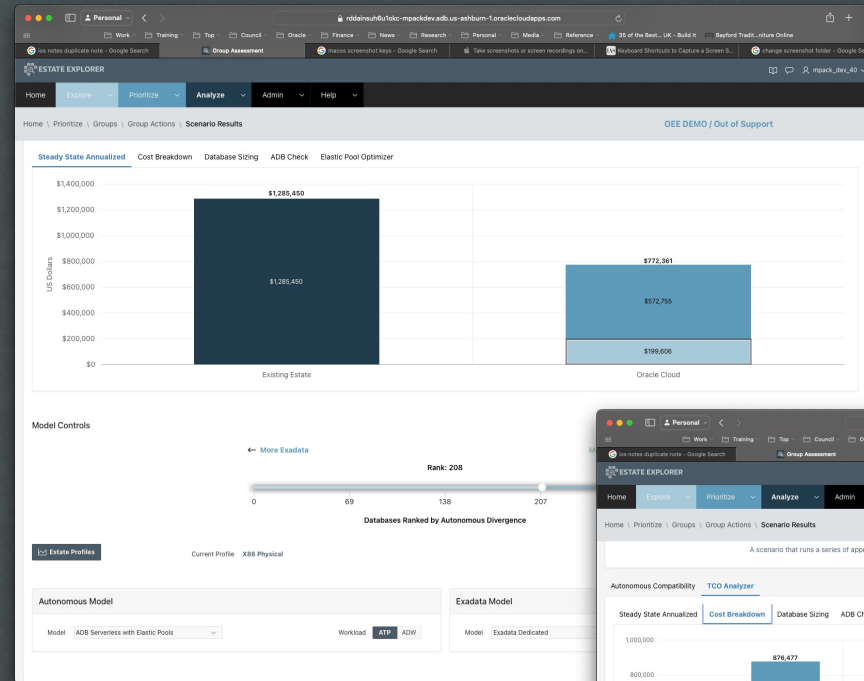 Personal
rddainsuh6u1okc-mpackdev.adb.us-ashburn-1.oraclecloudapps.com
Work Training Top Council Oracle Finance News Research Personal Media Reference 35 of the Best... UK - Build It Bayford Tradit...niture Online
ios notes duplicate note - Google Search Group Assessment macos screenshot keys - Google Search Take screenshots or screen recordings on... Keyboard Shortcuts to Capture a Screen S... change screenshot folder - Google Se
ESTATE EXPLORER mpack_dev_40
Home Explore Prioritize Analyze Admin Help
Home \ Prioritize \ Groups \ Group Actions \ Scenario Results OEE DEMO / Out of Support
Steady State Annualized Cost Breakdown Database Sizing ADB Check Elastic Pool Optimizer
$1,400,000
$1,285,450
$1,200,000
$1,000,000
US Dollars
$800,000
$772,361
$600,000
$1,285,450
$572,755
$400,000
$200,000
$199,606
$0
Existing Estate Oracle Cloud
Model Controls
← More Exadata M
Rank: 208
0 69 138 207
Databases Ranked by Autonomous Divergence
Estate Profiles Current Profile X86 Physical
Autonomous Model Exadata Model
Model ADB Serverless with Elastic Pools Workload ATP ADW Model Exadata Dedicated
Personal
Work Training Top Council O
ios notes duplicate note - Google Search Group Assessment
ESTATE EXPLORER
Home Explore Prioritize Analyze Admin
Home \ Prioritize \ Groups \ Group Actions \ Scenario Results
A scenario that runs a series of appr
Autonomous Compatibility TCO Analyzer
Steady State Annualized Cost Breakdown Database Sizing ADB Ch
1,000,000
876,477
800,000